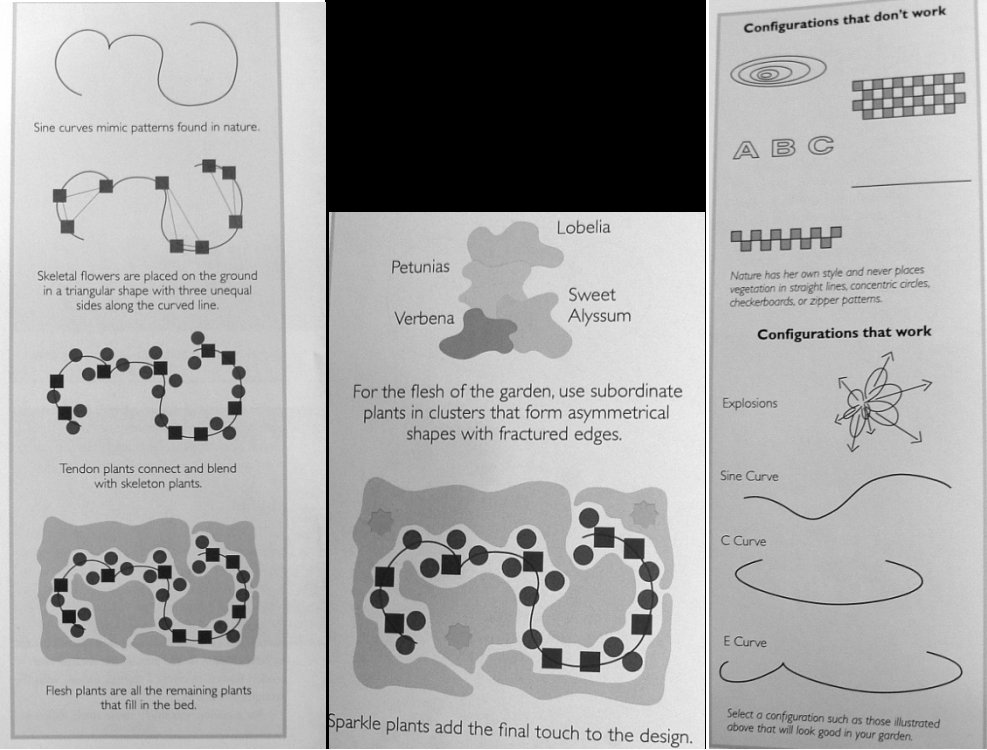 Sine curves mimic patterns found in nature.
Skeletal flowers are placed on the ground
in a triangular shape with three unequal
sides along the curved line.
Tendon plants connect and blend
with skeleton plants.
Flesh plants are all the remaining plants
that fill in the bed.
Lobelia
Petunias
Sweet
Alyssum
Verbena
For the flesh of the garden, use subordinate
plants in clusters that form asymmetrical
shapes with fractured edges.
Sparkle plants add the final touch to the design.
Configurations that don't work
A B C
Nature has her own style and never places
vegetation in straight lines, concentric circles,
checkerboards, or zipper patterns.
Configurations that work
Explosions
Sine Curve
C Curve
E Curve
Select a configuration such as those illustrated
above that will look good in your garden.